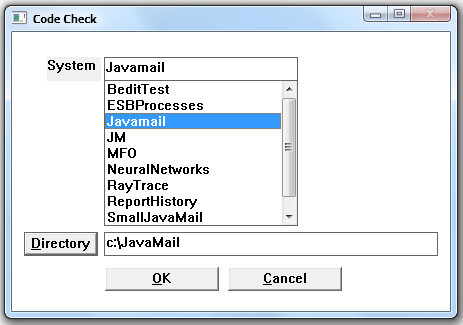 Code Check
System Javamail
BeditTest
ESBProcesses
Javamail
JM
MFO
NeuralNetworks
RayTrace
ReportHistory
SmallJavaMail
Directory c:\JavaMail
OK Cancel